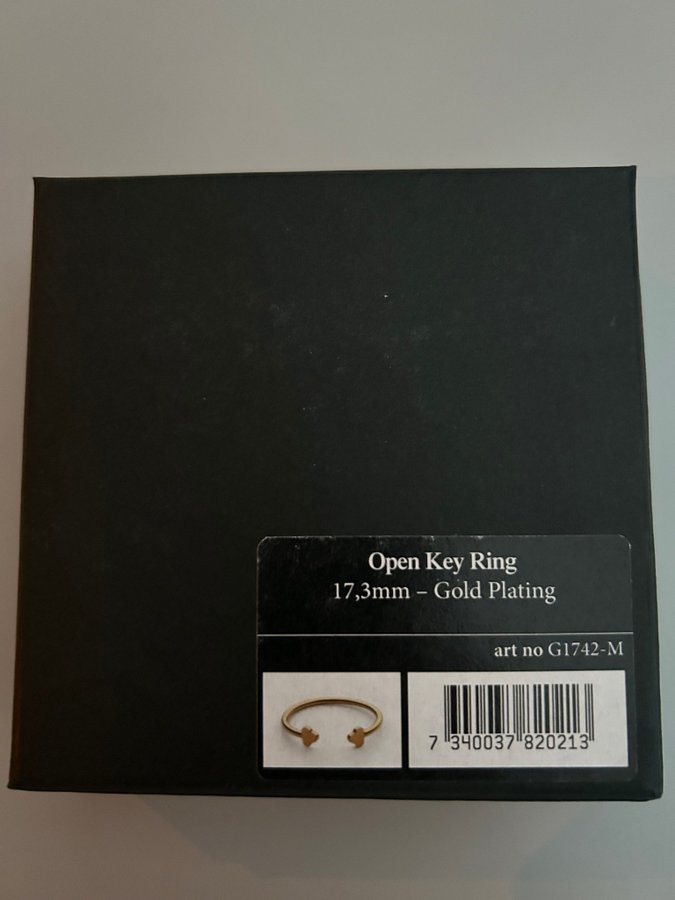 Open Key Ring
17,3mm – Gold Plating
art no G1742-M
7 340037 820213